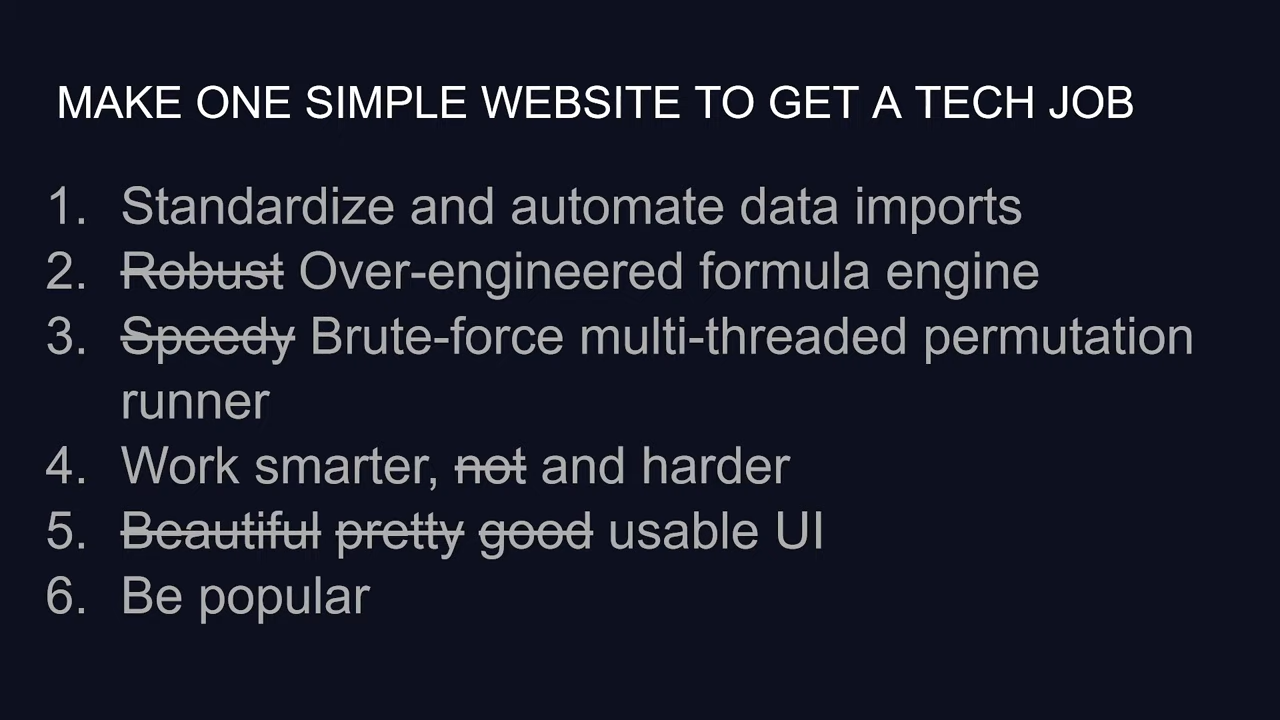 MAKE ONE SIMPLE WEBSITE TO GET A TECH JOB
1. Standardize and automate data imports
2. Robust Over-engineered formula engine
3. Speedy Brute-force multi-threaded permutation
runner
4. Work smarter, not and harder
5. Beautiful pretty good usable UI
6. Be popular